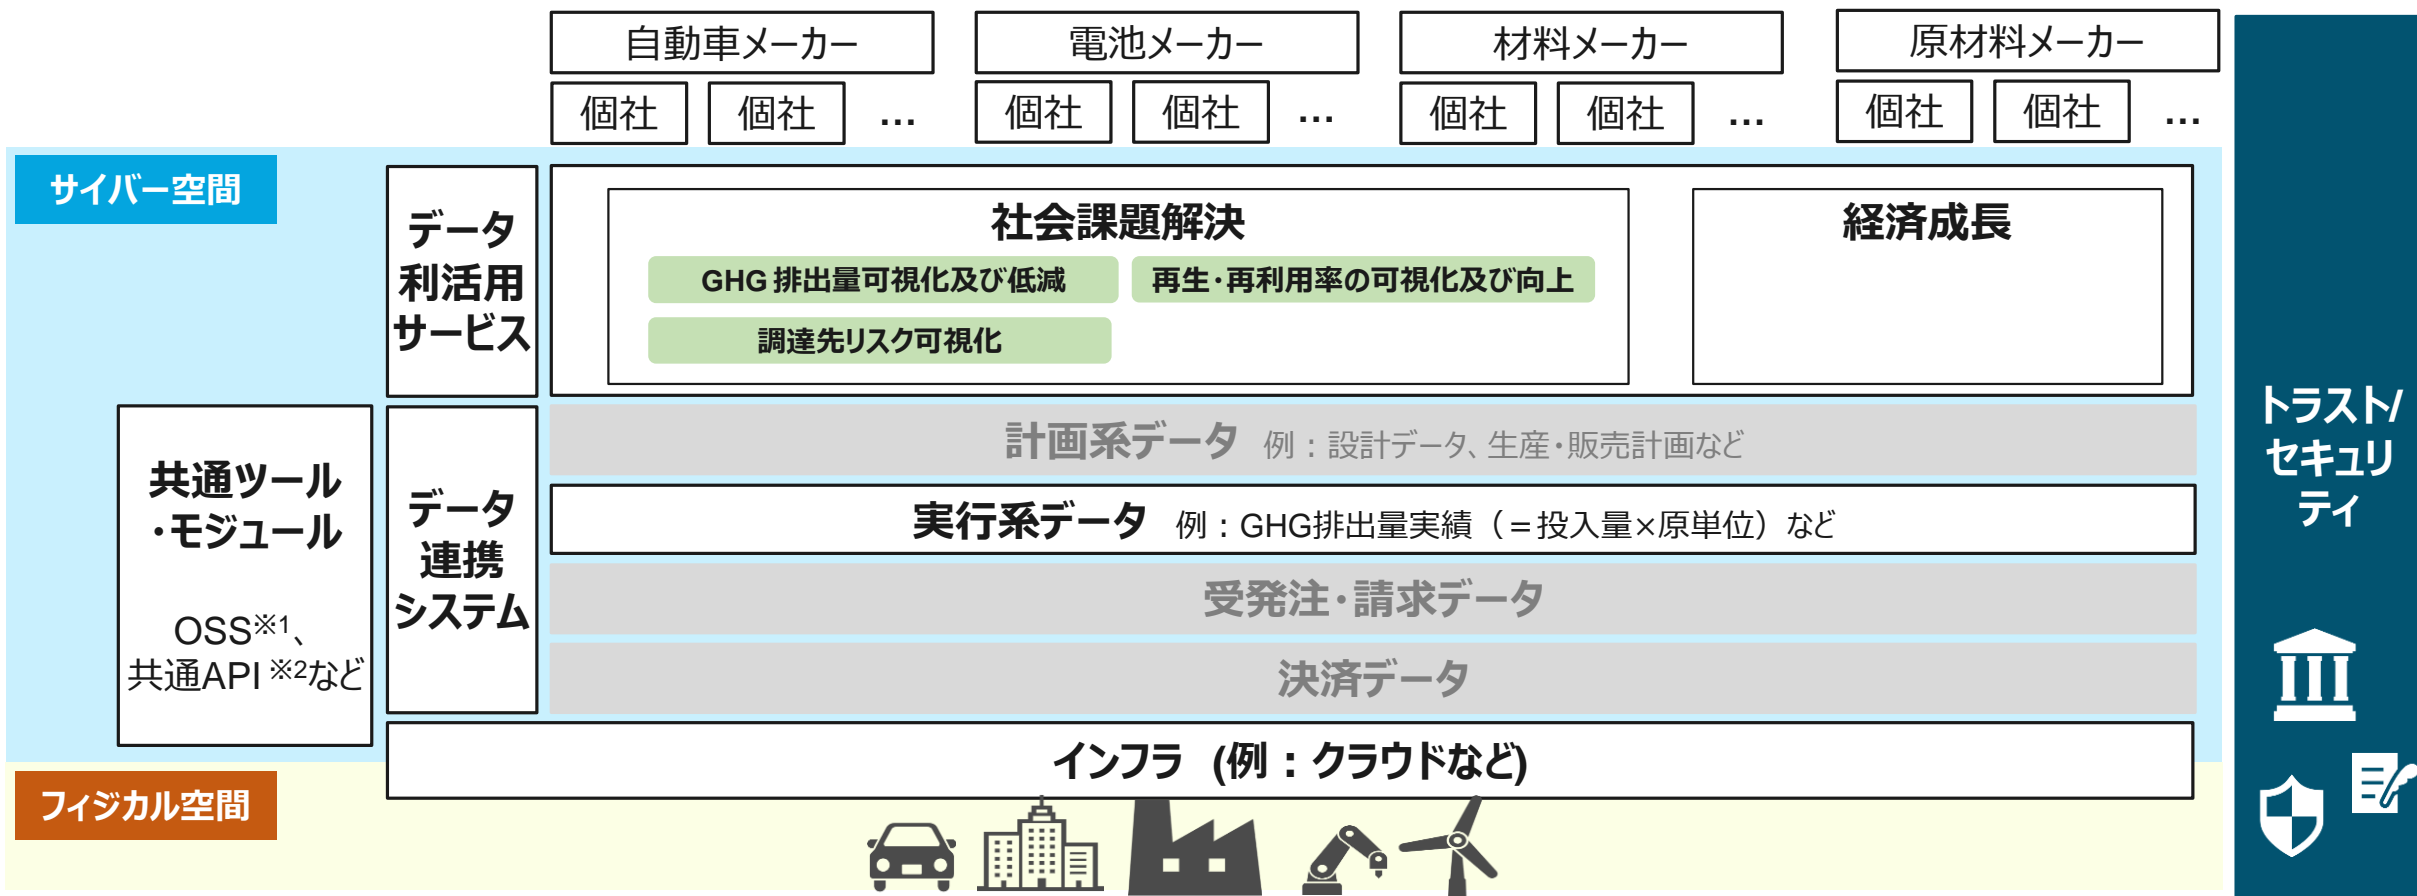 自動車メーカー
電池メーカー
材料メーカー
原材料メーカー
個社
個社
…
個社
個社
…
個社
個社
…
個社
個社
…
サイバー空間
データ
利活用
サービス
社会課題解決
GHG排出量可視化及び低減
再生・再利用率の可視化及び向上
調達先リスク可視化
経済成長
共通ツール
・モジュール
OSS※1、
共通API※2など
データ
連携
システム
計画系データ 例：設計データ、生産・販売計画など
実行系データ 例：GHG排出量実績（=投入量×原単位）など
受発注・請求データ
決済データ
インフラ (例：クラウドなど)
フィジカル空間
トラスト/
セキュリ
ティ